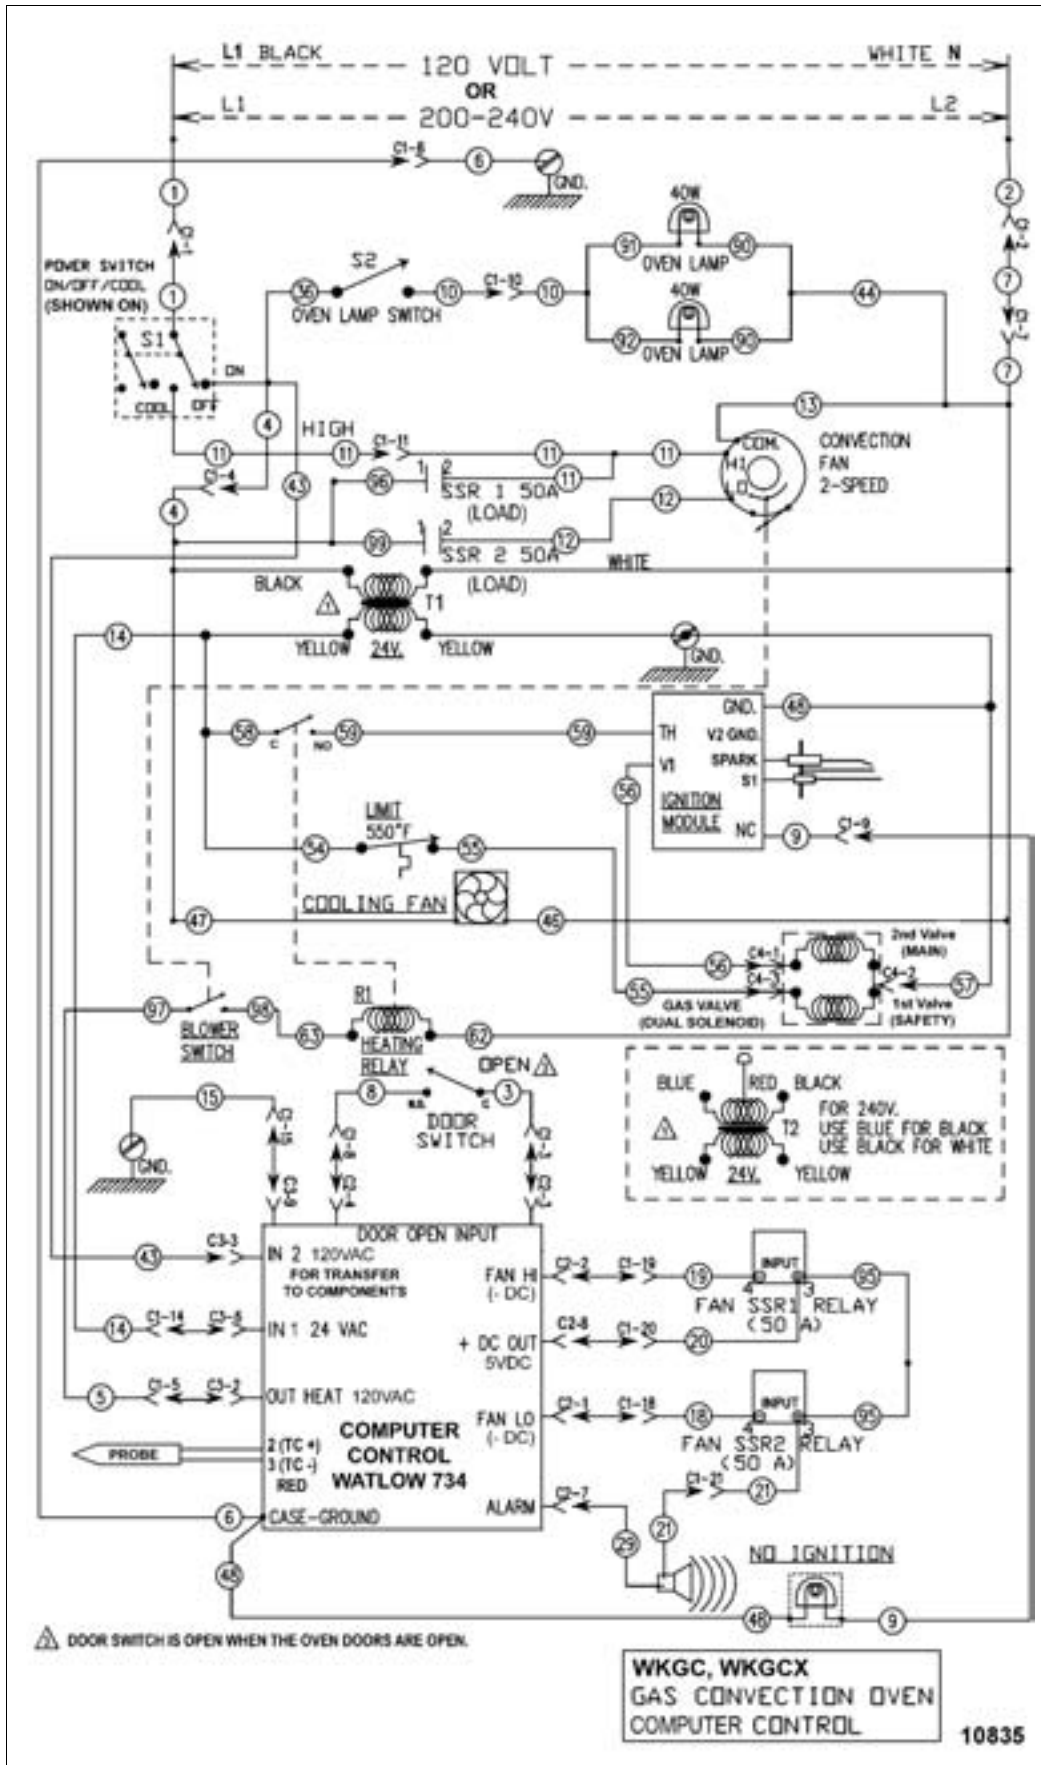 L1 BLACK
WHITE N
120 VOLT
OR
L1
L2
200-240V
C1-6
6
GND.
1
2
40W
91
90
OVEN LAMP
POWER SWITCH
ON/OFF/COOL
(SHOWN ON)
S2
36
10
C1-10
10
44
7
1
OVEN LAMP SWITCH
40W
92
90
OVEN LAMP
S1
ON
COOL
OFF
7
13
4
HIGH
COM.
CONVECTION
FAN
2-SPEED
11
11
C1-11
11
11
HI
LO.
43
96
1
2
11
SSR 1 50A
(LOAD)
12
4
99
1
2
12
SSR 2 50A
(LOAD)
WHITE
BLACK
T1
14
YELLOW
24V.
YELLOW
GND.
GND.
48
58
C
NO
59
59
TH
V2 GND.
V1
SPARK
S1
56
IGNITION
MODULE
LIMIT
550°F
NC
9
C1-9
54
55
COOLING FAN
47
46
2nd Valve
(MAIN)
56
C4-1
C4-3
C4-2
57
55
GAS VALVE
(DUAL SOLENOID)
1st Valve
(SAFETY)
97
98
BLOWER
SWITCH
63
R1
62
HEATING
RELAY
OPEN
15
8
N.O.
C.
3
DOOR
SWITCH
BLUE
RED
BLACK
FOR 240V.
USE BLUE FOR BLACK
USE BLACK FOR WHITE
T2
YELLOW
24V.
YELLOW
GND.
DOOR OPEN INPUT
43
C3-3
IN 2 120VAC
FOR TRANSFER
TO COMPONENTS
FAN HI
(- DC)
C2-2
C1-19
19
INPUT
4
3
95
FAN SSR1 RELAY
(50 A)
14
C1-14
IN 1 24 VAC
+ DC OUT
5VDC
C2-8
C1-20
20
5
C1-5
C3-2
OUT HEAT 120VAC
FAN LO
(- DC)
C2-1
C1-18
18
INPUT
4
3
95
FAN SSR2 RELAY
(50 A)
COMPUTER
CONTROL
WATLOW 734
PROBE
2 (TC +)
3 (TC -)
RED
21
ALARM
C2-7
6
CASE-GROUND
29
21
48
NO IGNITION
48
9
DOOR SWITCH IS OPEN WHEN THE OVEN DOORS ARE OPEN.
WKGC, WKGCX
GAS CONVECTION OVEN
COMPUTER CONTROL
10835